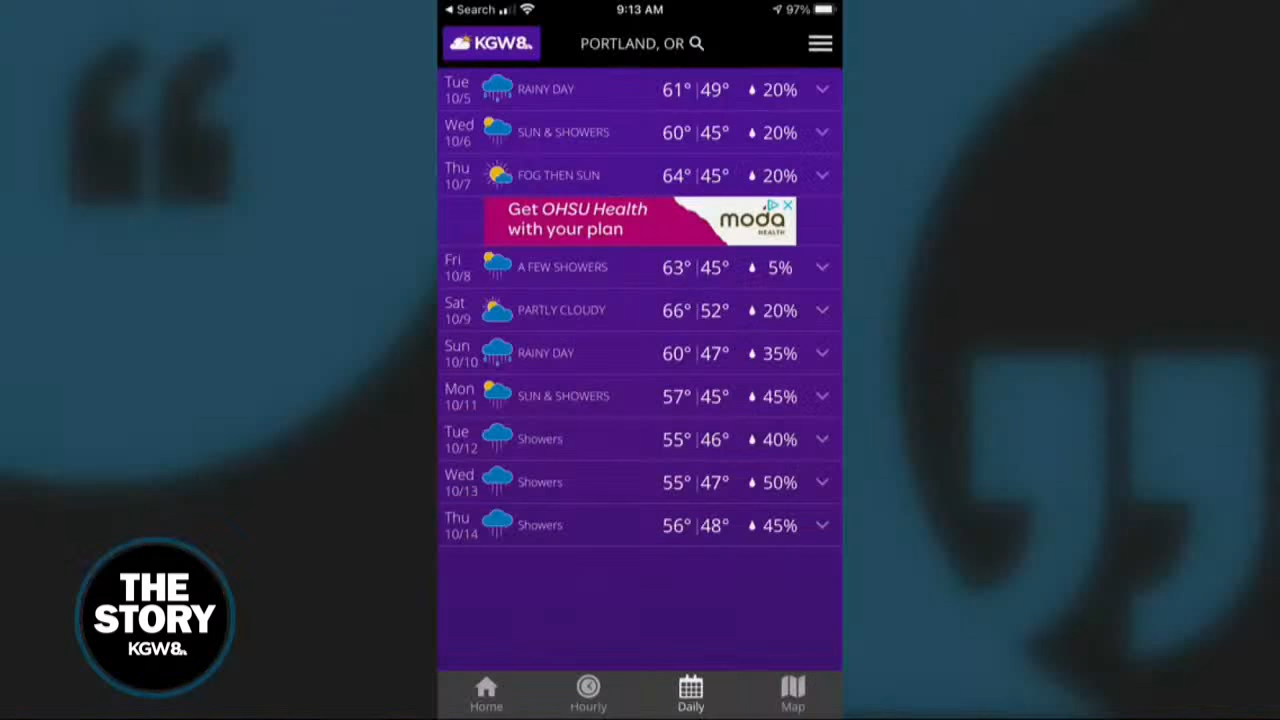 Search
9:13 AM
97%
KGW8
PORTLAND, OR
Tue 10/5 RAINY DAY 61° 49° 20%
Wed 10/6 SUN & SHOWERS 60° 45° 20%
Thu 10/7 FOG THEN SUN 64° 45° 20%
Get OHSU Health
with your plan
moda
HEALTH
Fri 10/8 A FEW SHOWERS 63° 45° 5%
Sat 10/9 PARTLY CLOUDY 66° 52° 20%
Sun 10/10 RAINY DAY 60° 47° 35%
Mon 10/11 SUN & SHOWERS 57° 45° 45%
Tue 10/12 Showers 55° 46° 40%
Wed 10/13 Showers 55° 47° 50%
Thu 10/14 Showers 56° 48° 45%
Home Hourly Daily Map
THE
STORY
KGW8